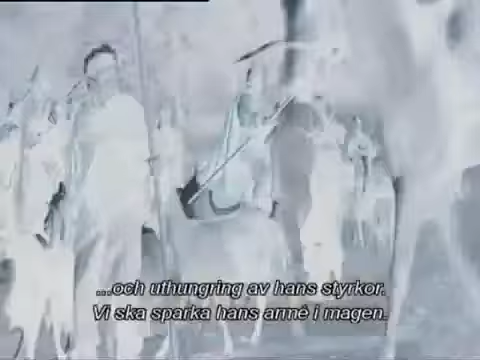 ...och uthungring av hans styrkor.
Vi ska sparka hans armé i magen.